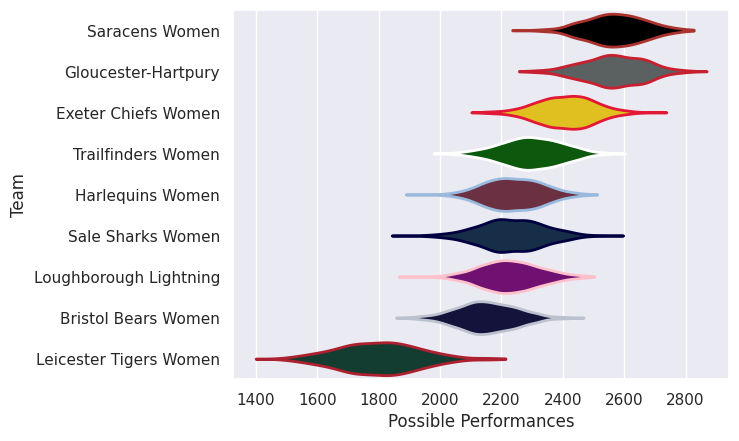 Saracens Women
Gloucester-Hartpury
Exeter Chiefs Women
Trailfinders Women
Harlequins Women
Sale Sharks Women
Loughborough Lightning
Bristol Bears Women
Leicester Tigers Women
Team
1400 1600 1800 2000 2200 2400 2600 2800
Possible Performances